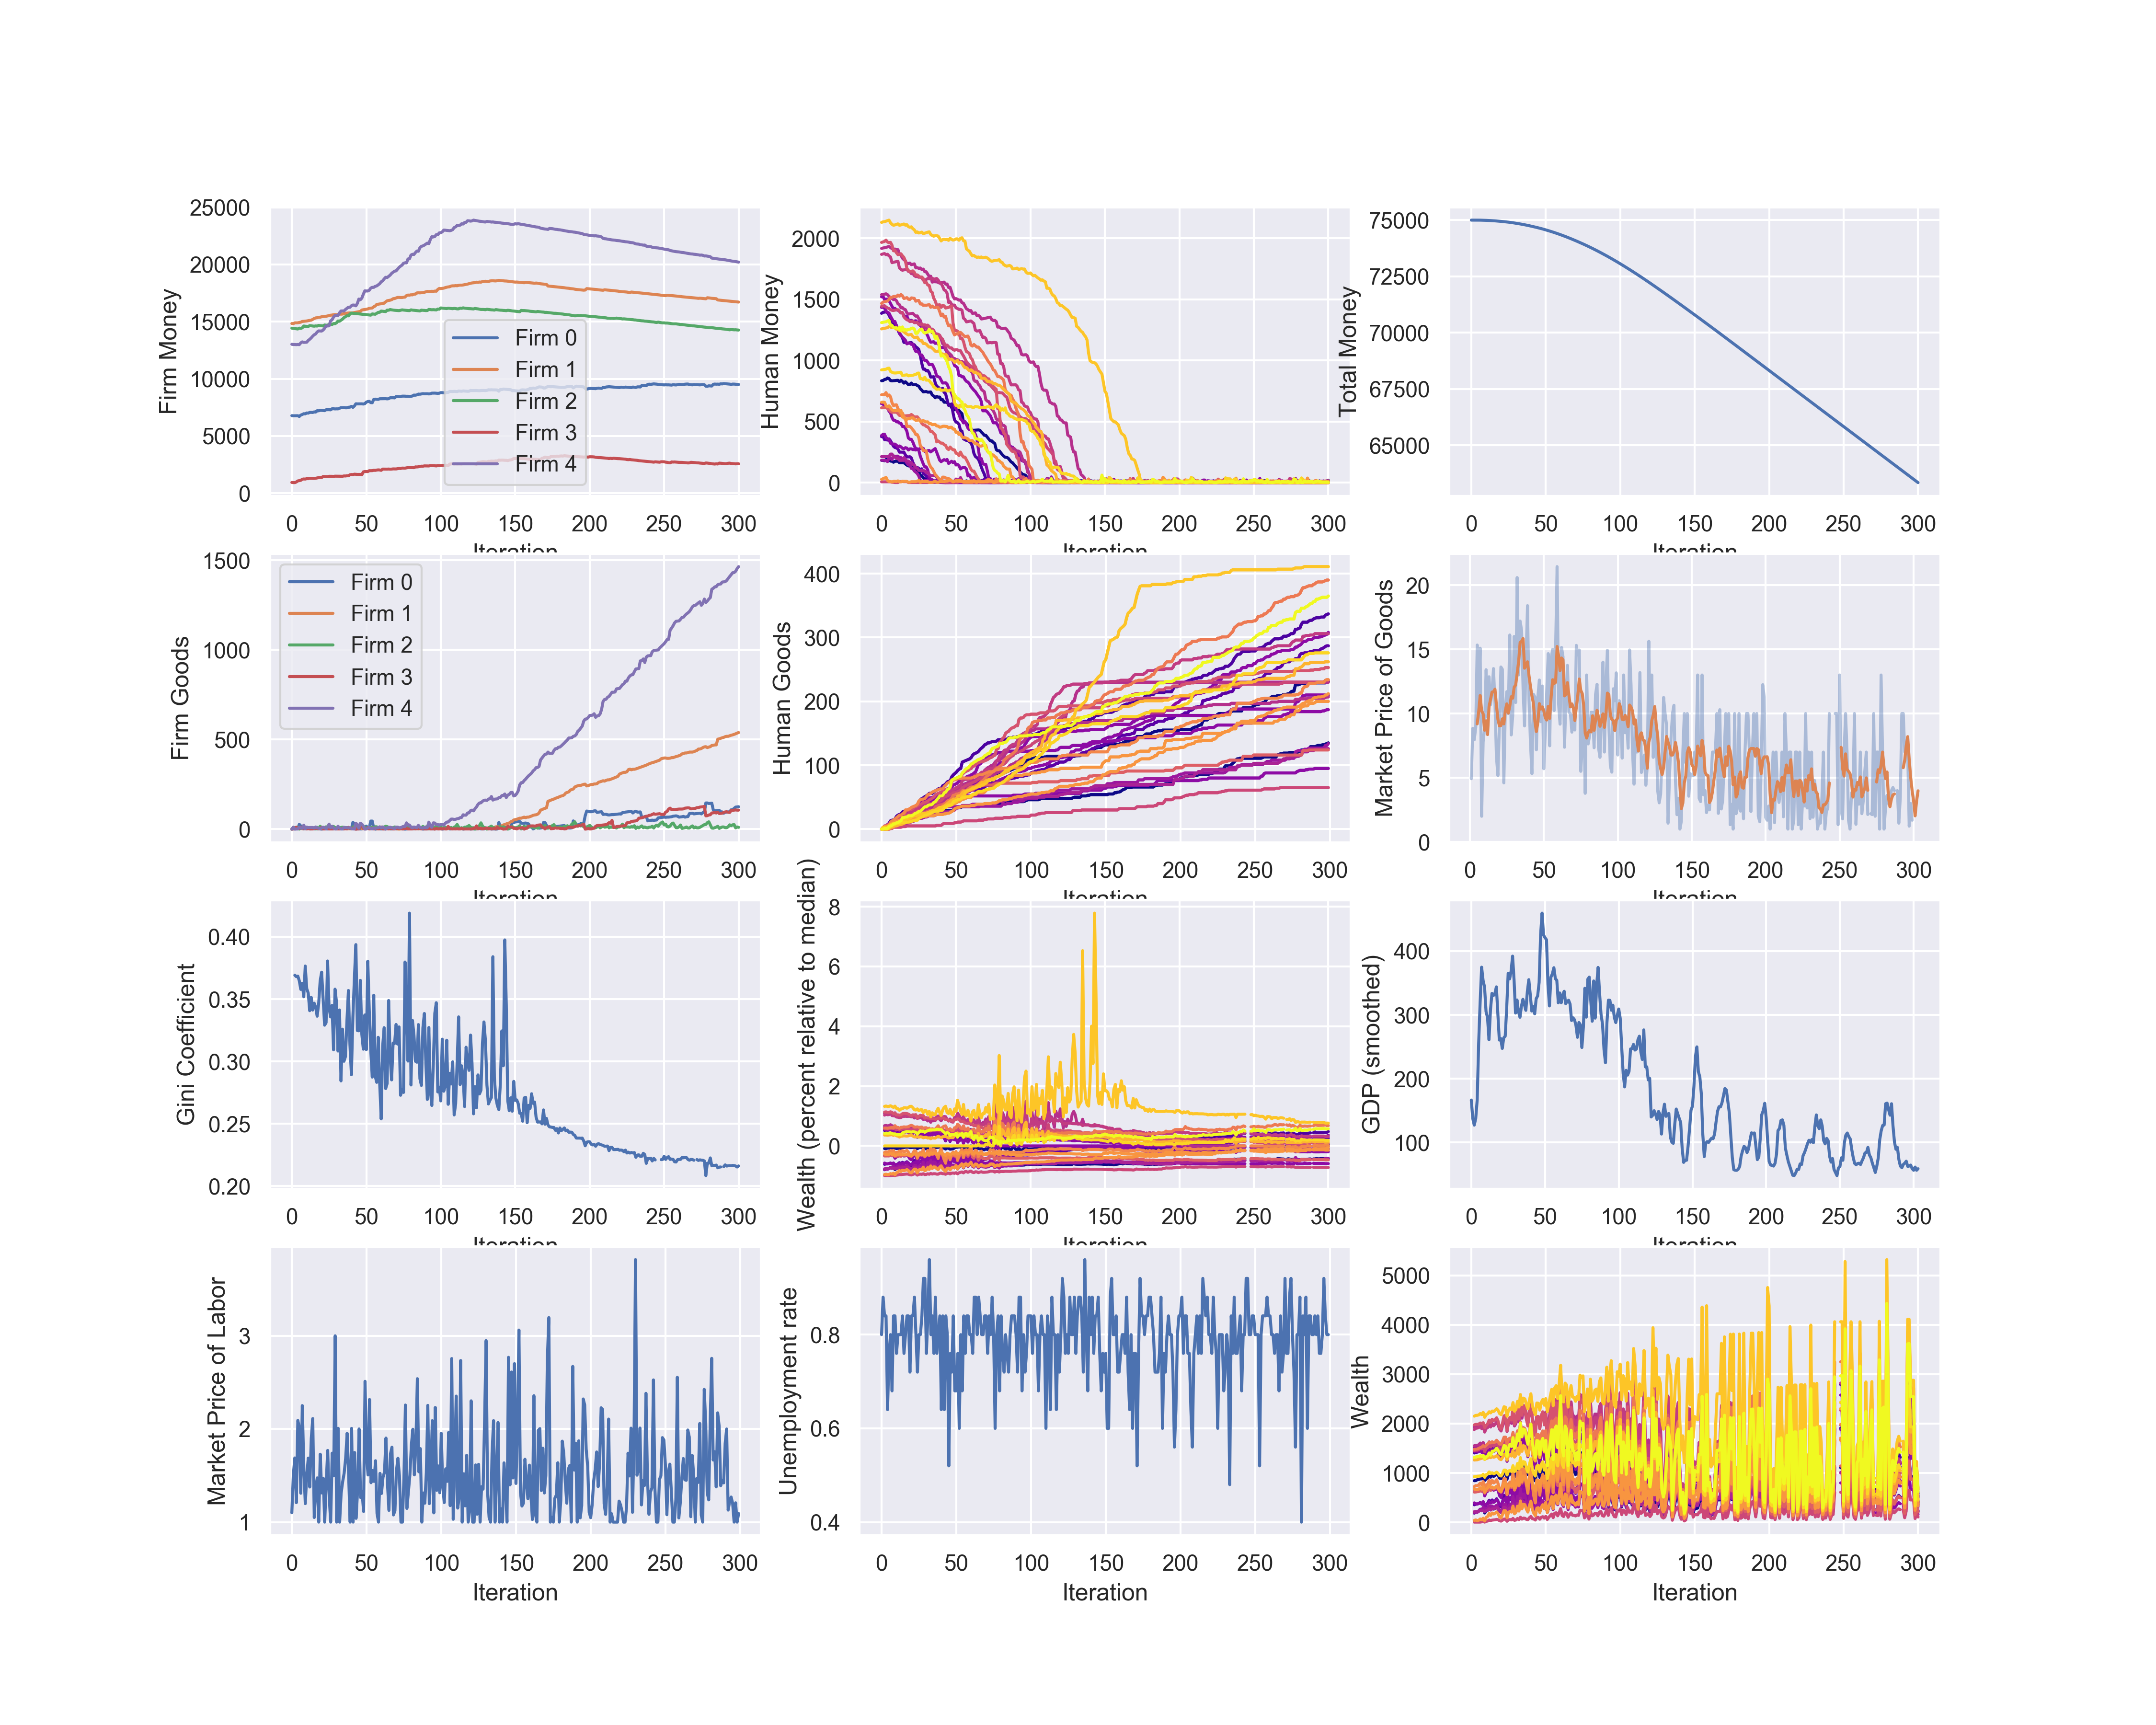 Firm Money
25000
20000
15000
10000
5000
0
Firm 0
Firm 1
Firm 2
Firm 3
Firm 4
0 50 100 150 200 250 300
Iteration
Human Money
2000
1500
1000
500
0
0 50 100 150 200 250 300
Iteration
Total Money
75000
72500
70000
67500
65000
0 50 100 150 200 250 300
Iteration
Firm Goods
1500
1000
500
0
Firm 0
Firm 1
Firm 2
Firm 3
Firm 4
0 50 100 150 200 250 300
Iteration
Human Goods
400
300
200
100
0
0 50 100 150 200 250 300
Iteration
Market Price of Goods
20
15
10
5
0
0 50 100 150 200 250 300
Iteration
Gini Coefficient
0.40
0.35
0.30
0.25
0.20
0 50 100 150 200 250 300
Iteration
Wealth (percent relative to median)
8
6
4
2
0
0 50 100 150 200 250 300
Iteration
GDP (smoothed)
400
300
200
100
0 50 100 150 200 250 300
Iteration
Market Price of Labor
3
2
1
0 50 100 150 200 250 300
Iteration
Unemployment rate
0.8
0.6
0.4
0 50 100 150 200 250 300
Iteration
Wealth
5000
4000
3000
2000
1000
0
0 50 100 150 200 250 300
Iteration